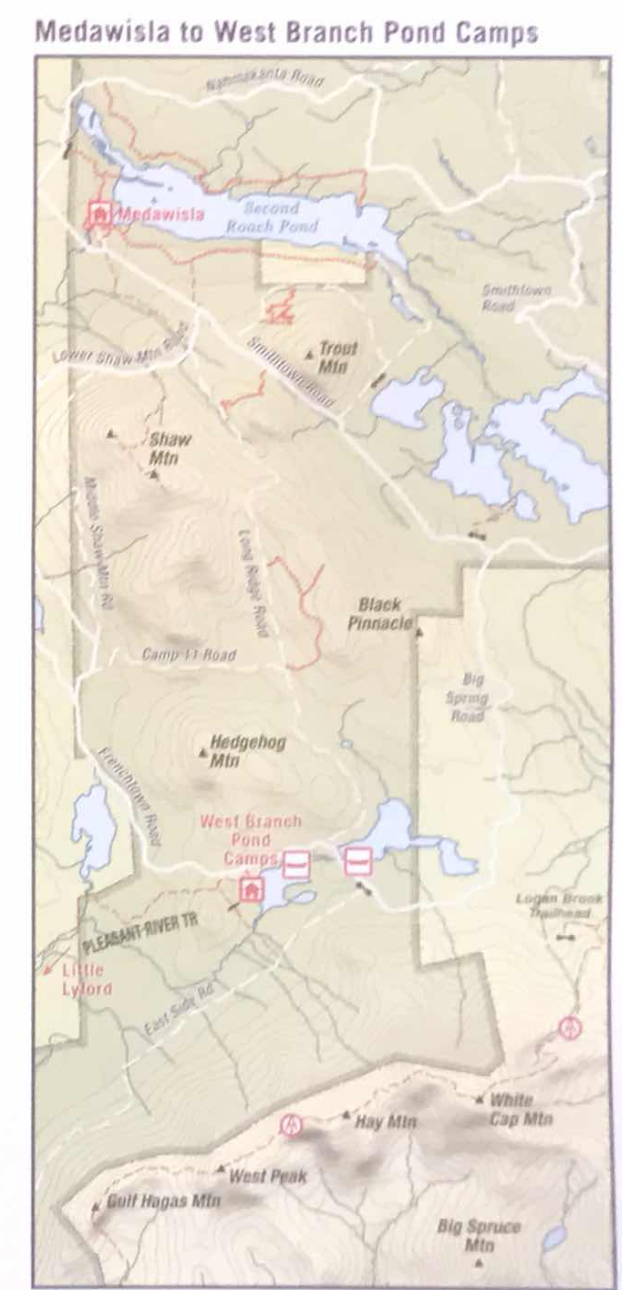 Medawisla to West Branch Pond Camps
Nahmakanta Road
Medawisla
Second
Roach Pond
Smithtown
Road
Lower Shaw Mtn Road
Smithtown Road
Trout
Mtn
Shaw
Mtn
Middle Shaw Mtn Rd
Long Ridge Road
Black
Pinnacle
Camp 11 Road
Big
Spring
Road
Hedgehog
Mtn
Frenchtown Road
West Branch
Pond
Camps
Logan Brook
Trailhead
PLEASANT RIVER TR
Little
Lyford
East Side Rd
White
Cap Mtn
Hay Mtn
West Peak
Gulf Hagas Mtn
Big Spruce
Mtn